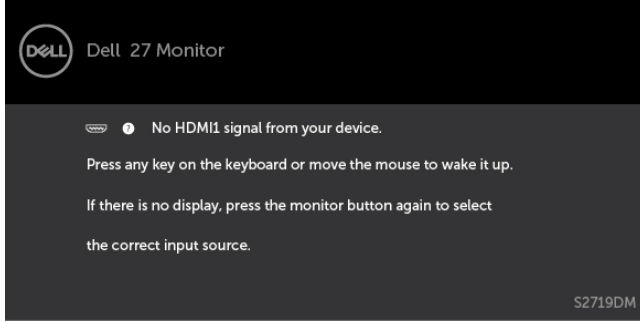 DELL
Dell 27 Monitor
? No HDMI1 signal from your device.
Press any key on the keyboard or move the mouse to wake it up.
If there is no display, press the monitor button again to select
the correct input source.
S2719DM